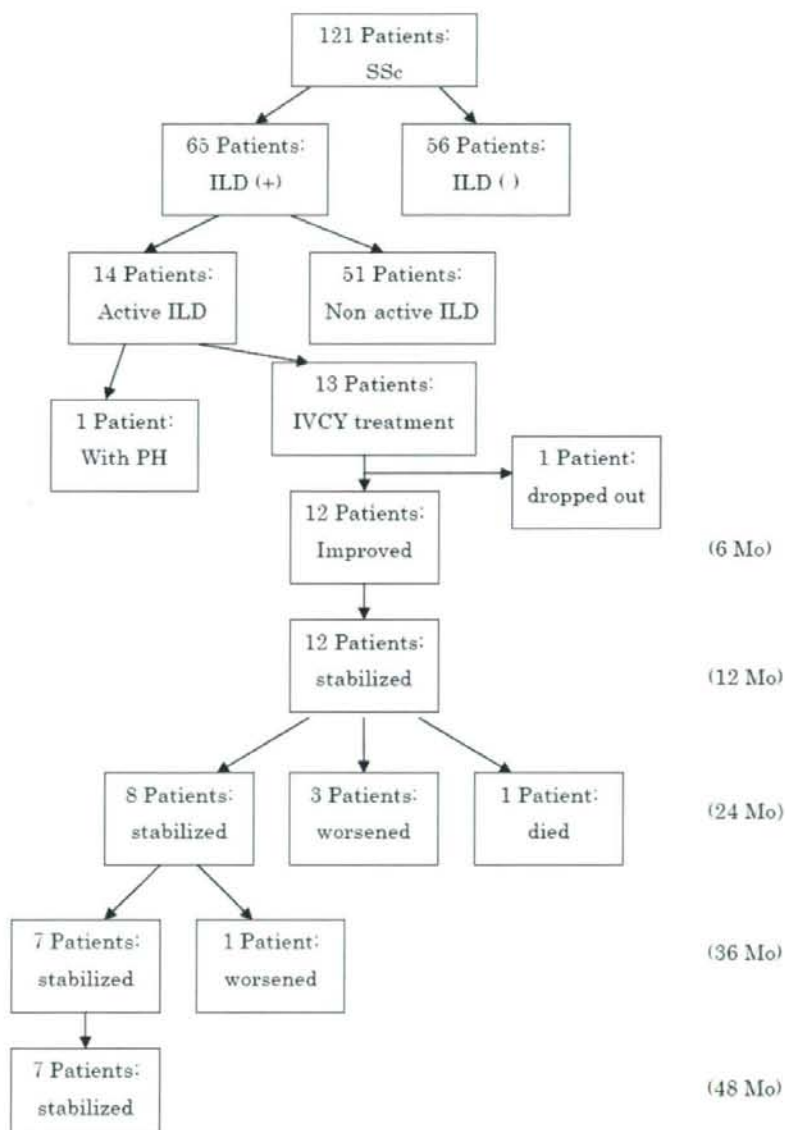 121 Patients:
SSc
65 Patients:
ILD (+)
56 Patients:
ILD ( )
14 Patients:
Active ILD
51 Patients:
Non active ILD
1 Patient:
With PH
13 Patients:
IVCY treatment
1 Patient:
dropped out
12 Patients:
Improved
(6 Mo)
12 Patients:
stabilized
(12 Mo)
8 Patients:
stabilized
3 Patients:
worsened
1 Patient:
died
(24 Mo)
7 Patients:
stabilized
1 Patient:
worsened
(36 Mo)
7 Patients:
stabilized
(48 Mo)